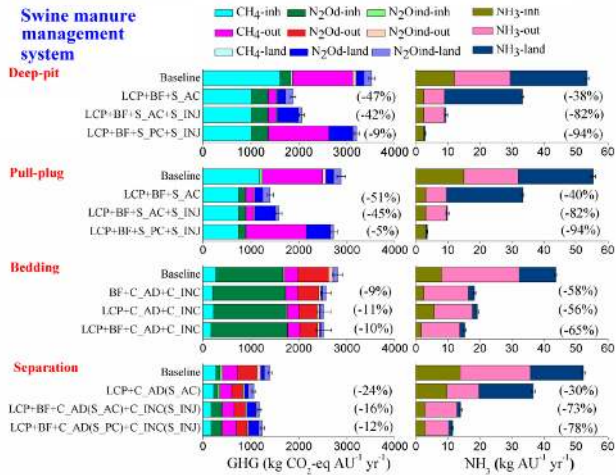 Swine manure
management
system
CH4-inh N2Od-inh N2Oind-inh NH3-inh
CH4-out N2Od-out N2Oind-out NH3-out
CH4-land N2Od-land N2Oind-land NH3-land
Deep-pit
Baseline
LCP+BF+S_AC (-47%) (-38%)
LCP+BF+S_AC+S_INJ (-42%) (-82%)
LCP+BF+S_PC+S_INJ (-9%) (-94%)
0 1000 2000 3000 4000 0 10 20 30 40 50 60
Pull-plug
Baseline
LCP+BF+S_AC (-51%) (-40%)
LCP+BF+S_AC+S_INJ (-45%) (-82%)
LCP+BF+S_PC+S_INJ (-5%) (-94%)
0 1000 2000 3000 4000 0 10 20 30 40 50 60
Bedding
Baseline
BF+C_AD+C_INC (-9%) (-58%)
LCP+C_AD+C_INC (-11%) (-56%)
LCP+BF+C_AD+C_INC (-10%) (-65%)
0 1000 2000 3000 4000 0 10 20 30 40 50 60
Separation
Baseline
LCP+C_AD(S_AC) (-24%) (-30%)
LCP+BF+C_AD(S_AC)+C_INC(S_INJ) (-16%) (-73%)
LCP+BF+C_AD(S_PC)+C_INC(S_INJ) (-12%) (-78%)
0 1000 2000 3000 4000 0 10 20 30 40 50 60
GHG (kg CO2-eq AU⁻¹ yr⁻¹) NH3 (kg AU⁻¹ yr⁻¹)